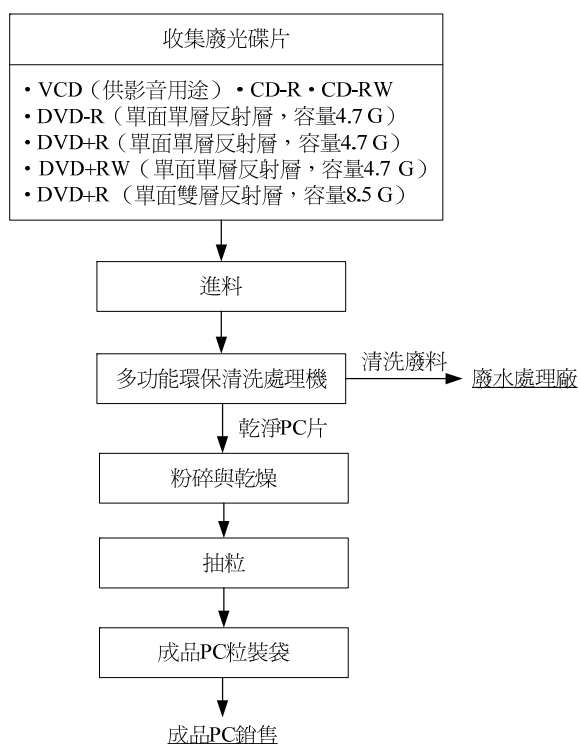 收集廢光碟片
・VCD（供影音用途）・CD-R・CD-RW
・DVD-R（單面單層反射層，容量4.7 G）
・DVD+R（單面單層反射層，容量4.7 G）
・DVD+RW（單面單層反射層，容量4.7 G）
・DVD+R（單面雙層反射層，容量8.5 G）
進料
多功能環保清洗處理機
清洗廢料
廢水處理廠
乾淨PC片
粉碎與乾燥
抽粒
成品PC粒裝袋
成品PC銷售